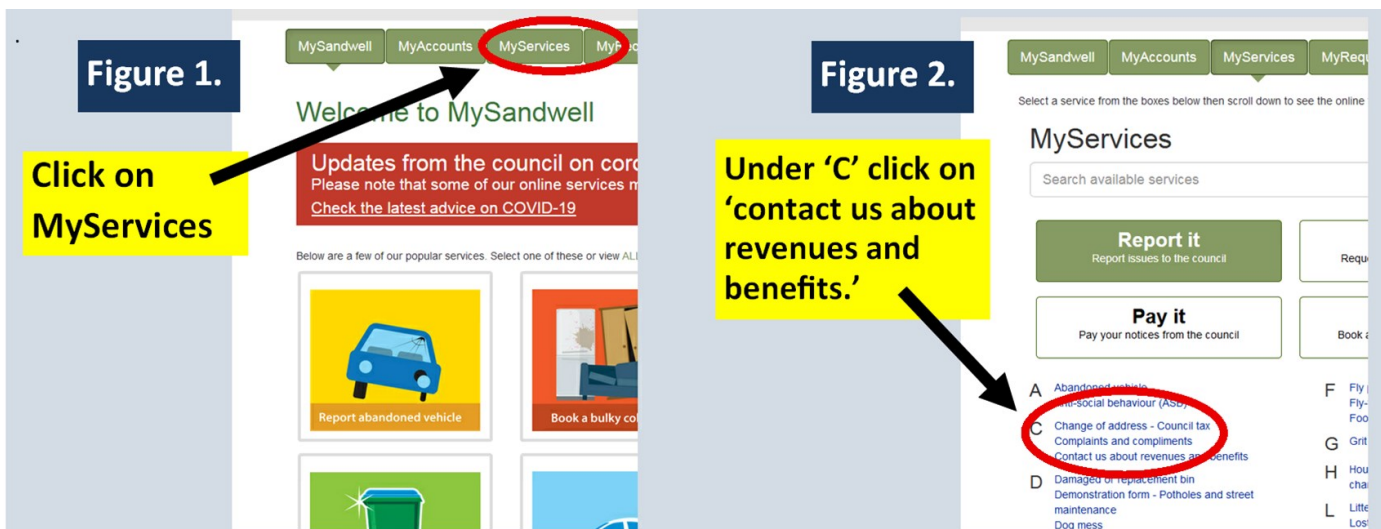 Figure 1.
Click on
MyServices
MySandwell MyAccounts MyServices
Welcome to MySandwell
Updates from the council on
Please note that some of our online services
Check the latest advice on COVID-19
Below are a few of our popular services. Select one of these or view
Report abandoned vehicle
Book a bulky
Figure 2.
Under ‘C’ click on
‘contact us about
revenues and
benefits.’
MySandwell MyAccounts MyServices
Select a service from the boxes below then scroll down to see the online
MyServices
Search available services
Report it
Report issues to the council
Pay it
Pay your notices from the council
Book
A Abandoned vehicle
Anti-social behaviour (ASB)
C Change of address - Council tax
Complaints and compliments
Contact us about revenues and benefits
D Damaged or replacement bin
Demonstration form - Potholes and street
maintenance
Dog mess
F Fly
G Grit
H
L